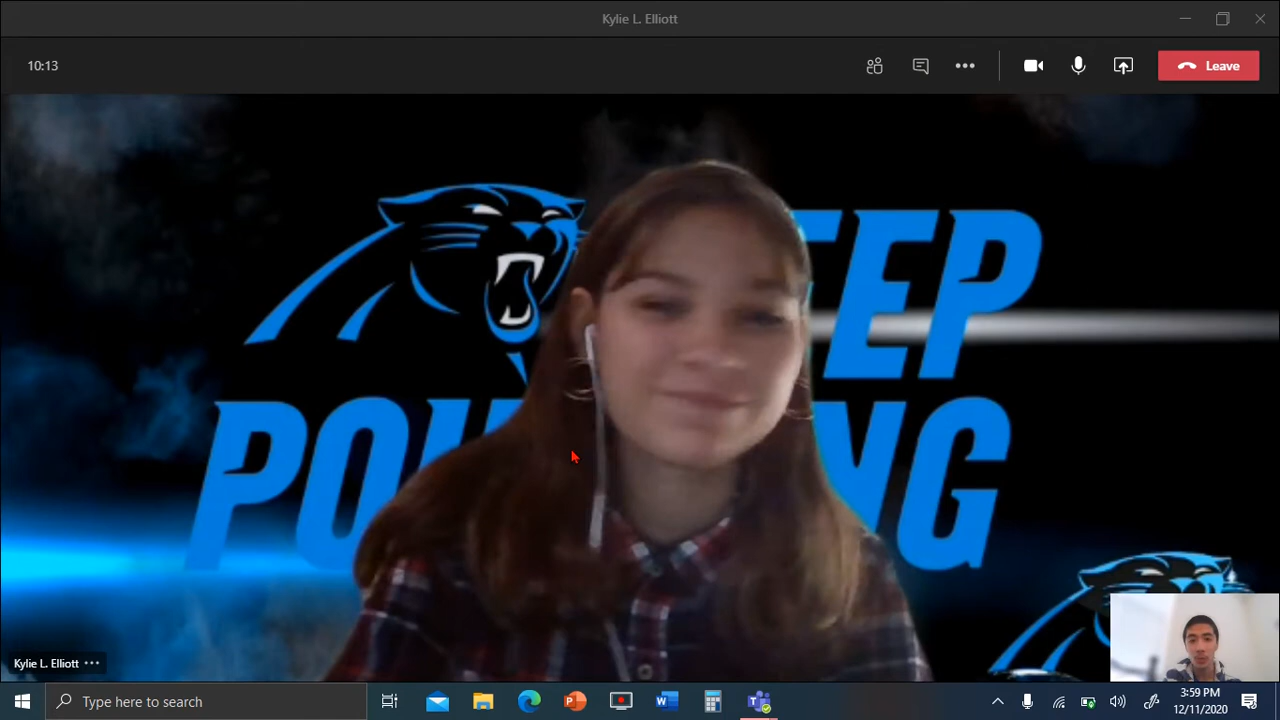 Kylie L. Elliott
10:13
Leave
EP
PO
NG
Kylie L. Elliott
Type here to search
3:59 PM
12/11/2020